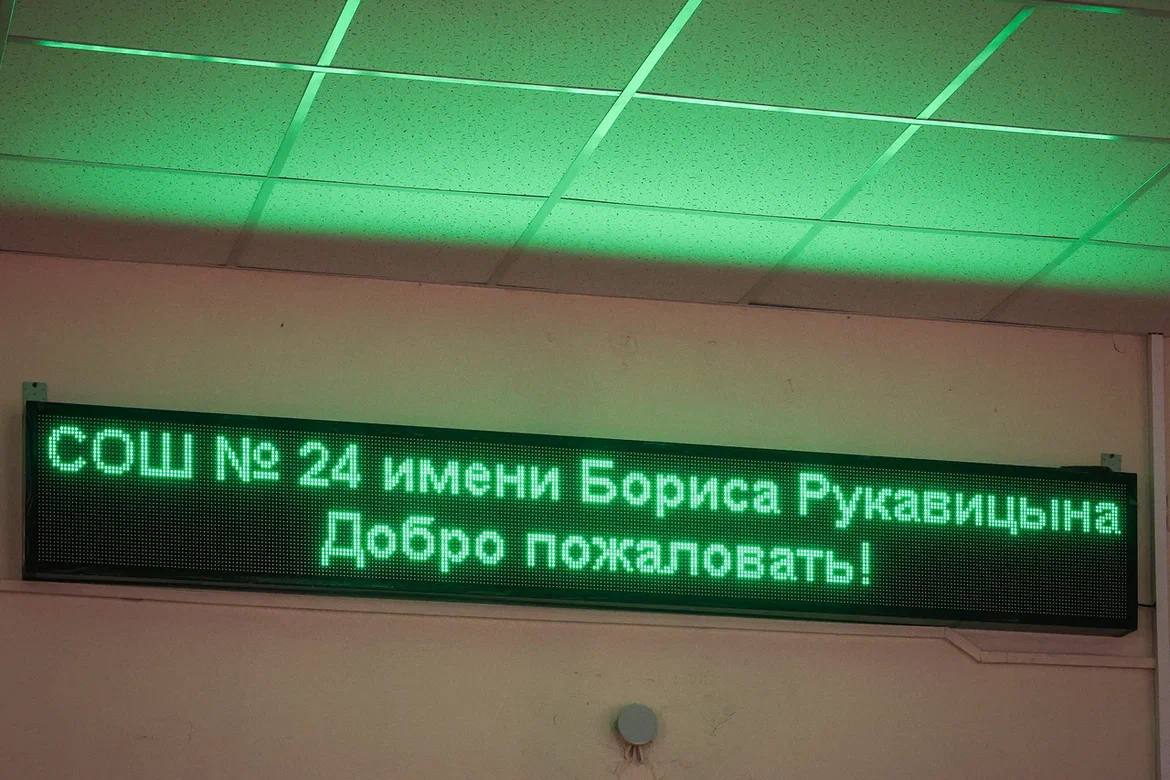 СОШ № 24 имени Бориса Рукавицына
Добро пожаловать!